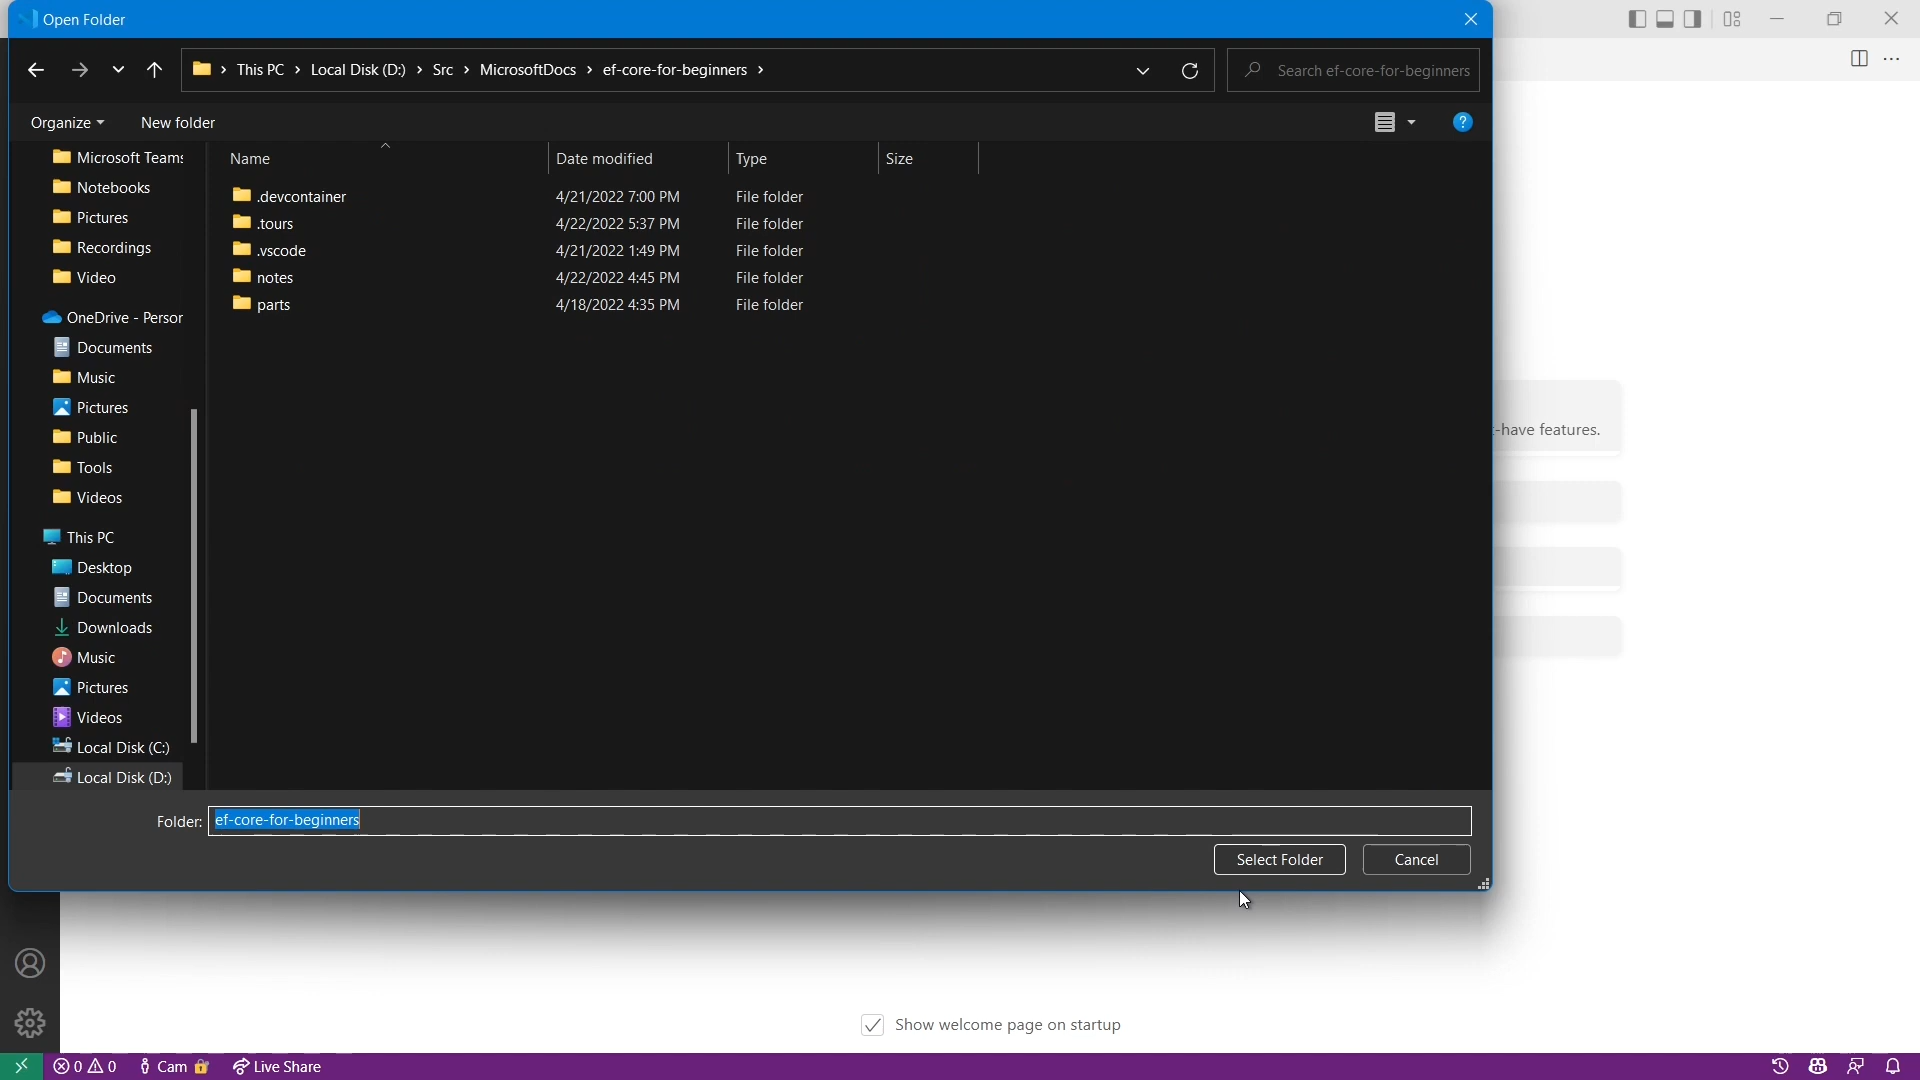 Open Folder
This PC > Local Disk (D:) > Src > MicrosoftDocs > ef-core-for-beginners >
Search ef-core-for-beginners
Organize
New folder
Microsoft Teams
Notebooks
Pictures
Recordings
Video
OneDrive - Person
Documents
Music
Pictures
Public
Tools
Videos
This PC
Desktop
Documents
Downloads
Music
Pictures
Videos
Local Disk (C:)
Local Disk (D:)
Name Date modified Type Size
.devcontainer 4/21/2022 7:00 PM File folder
.tours 4/22/2022 5:37 PM File folder
.vscode 4/21/2022 1:49 PM File folder
notes 4/22/2022 4:45 PM File folder
parts 4/18/2022 4:35 PM File folder
-have features.
Folder: ef-core-for-beginners
Select Folder
Cancel
Show welcome page on startup
0 0 Cam Live Share